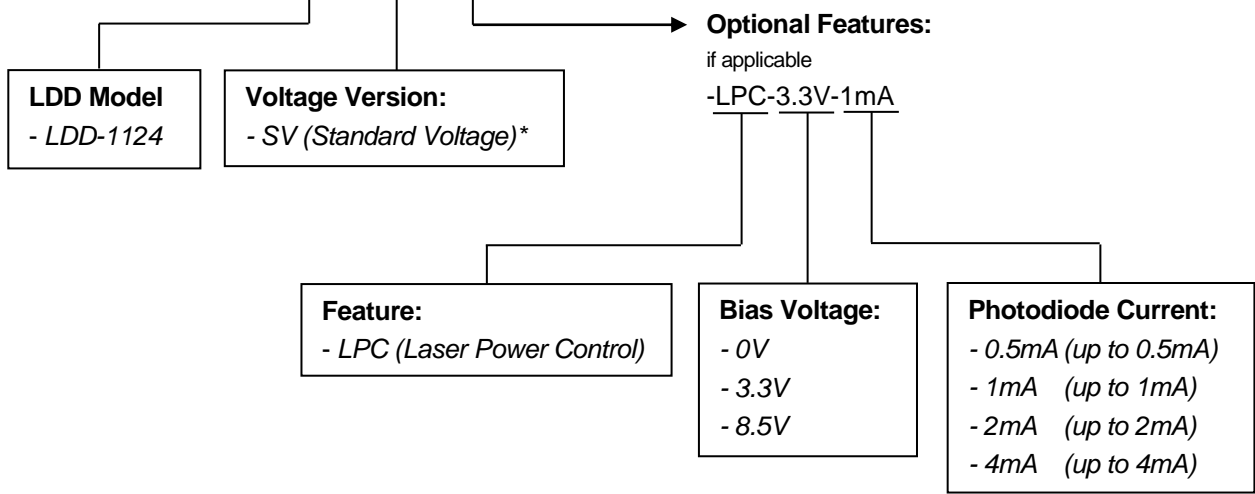 Optional Features:
if applicable
-LPC-3.3V-1mA
LDD Model
- LDD-1124
Voltage Version:
- SV (Standard Voltage)*
Feature:
- LPC (Laser Power Control)
Bias Voltage:
- 0V
- 3.3V
- 8.5V
Photodiode Current:
- 0.5mA (up to 0.5mA)
- 1mA (up to 1mA)
- 2mA (up to 2mA)
- 4mA (up to 4mA)